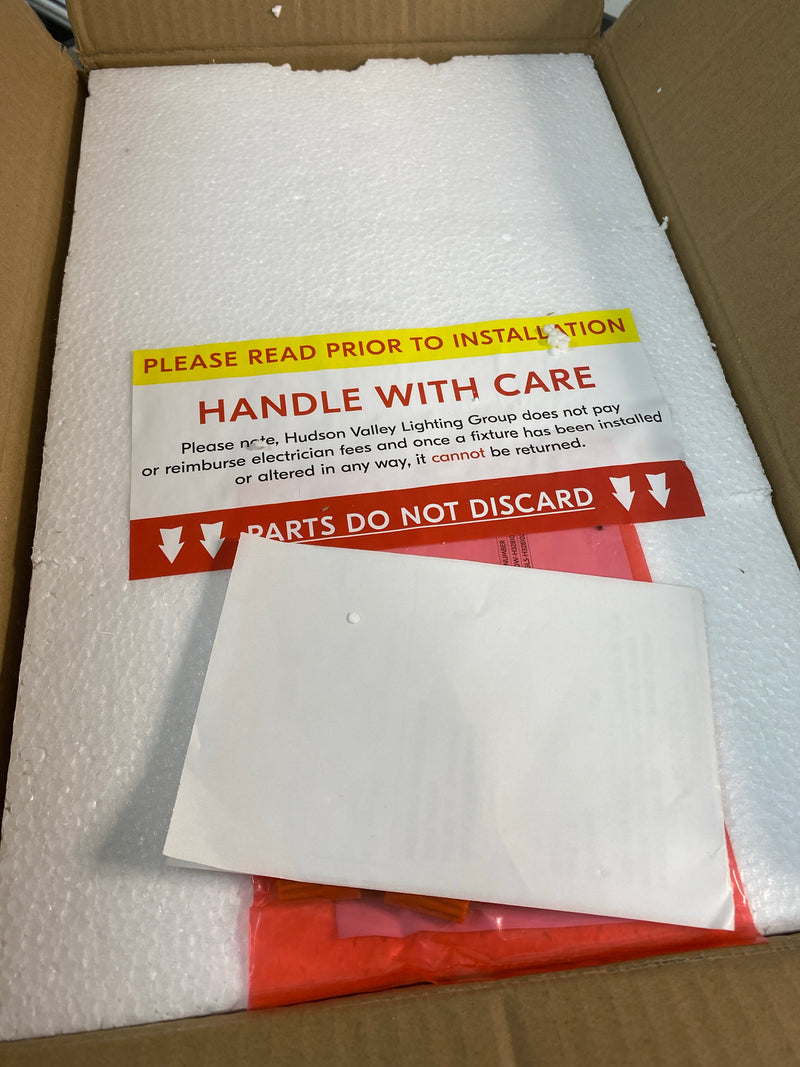 PLEASE READ PRIOR TO INSTALLATION
HANDLE WITH CARE
Please note, Hudson Valley Lighting Group does not pay
or reimburse electrician fees and once a fixture has been installed
or altered in any way, it cannot be returned.
PARTS DO NOT DISCARD
NUMBER